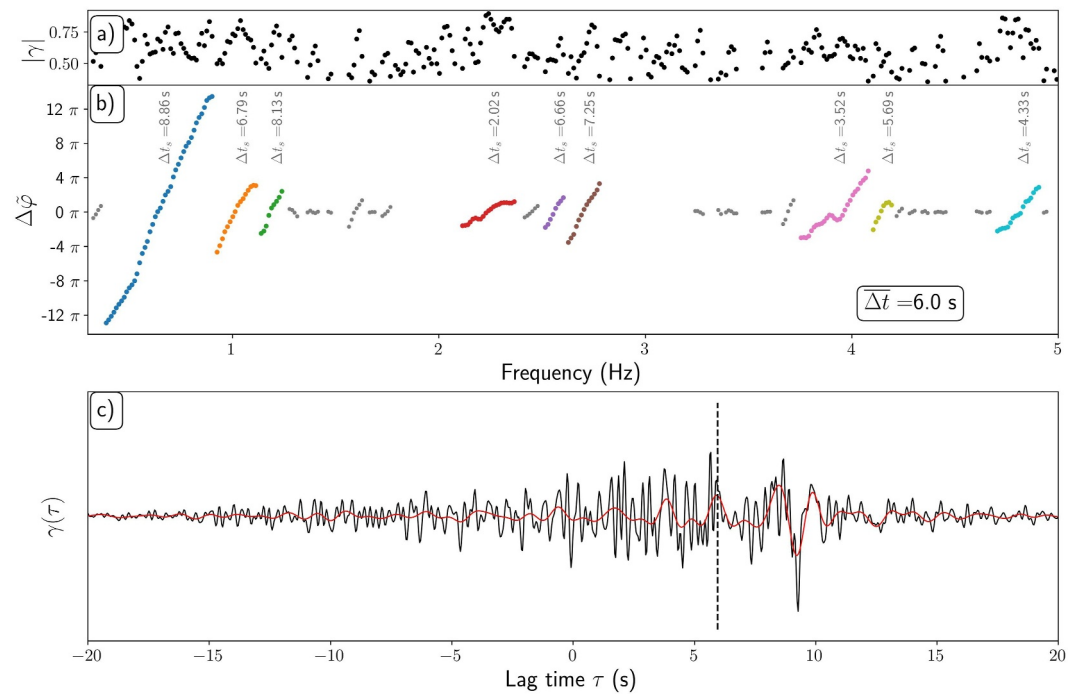 a)
|γ|
0.75
0.50
b)
Δφ̃
12 π
8 π
4 π
0 π
-4 π
-8 π
-12 π
Δt_s =8.86 s
Δt_s =6.79 s
Δt_s =8.13 s
Δt_s =2.02 s
Δt_s =6.66 s
Δt_s =7.25 s
Δt_s =3.52 s
Δt_s =5.69 s
Δt_s =4.33 s
Δt̅ =6.0 s
1 2 3 4 5
Frequency (Hz)
c)
γ(τ)
−20 −15 −10 −5 0 5 10 15 20
Lag time τ (s)